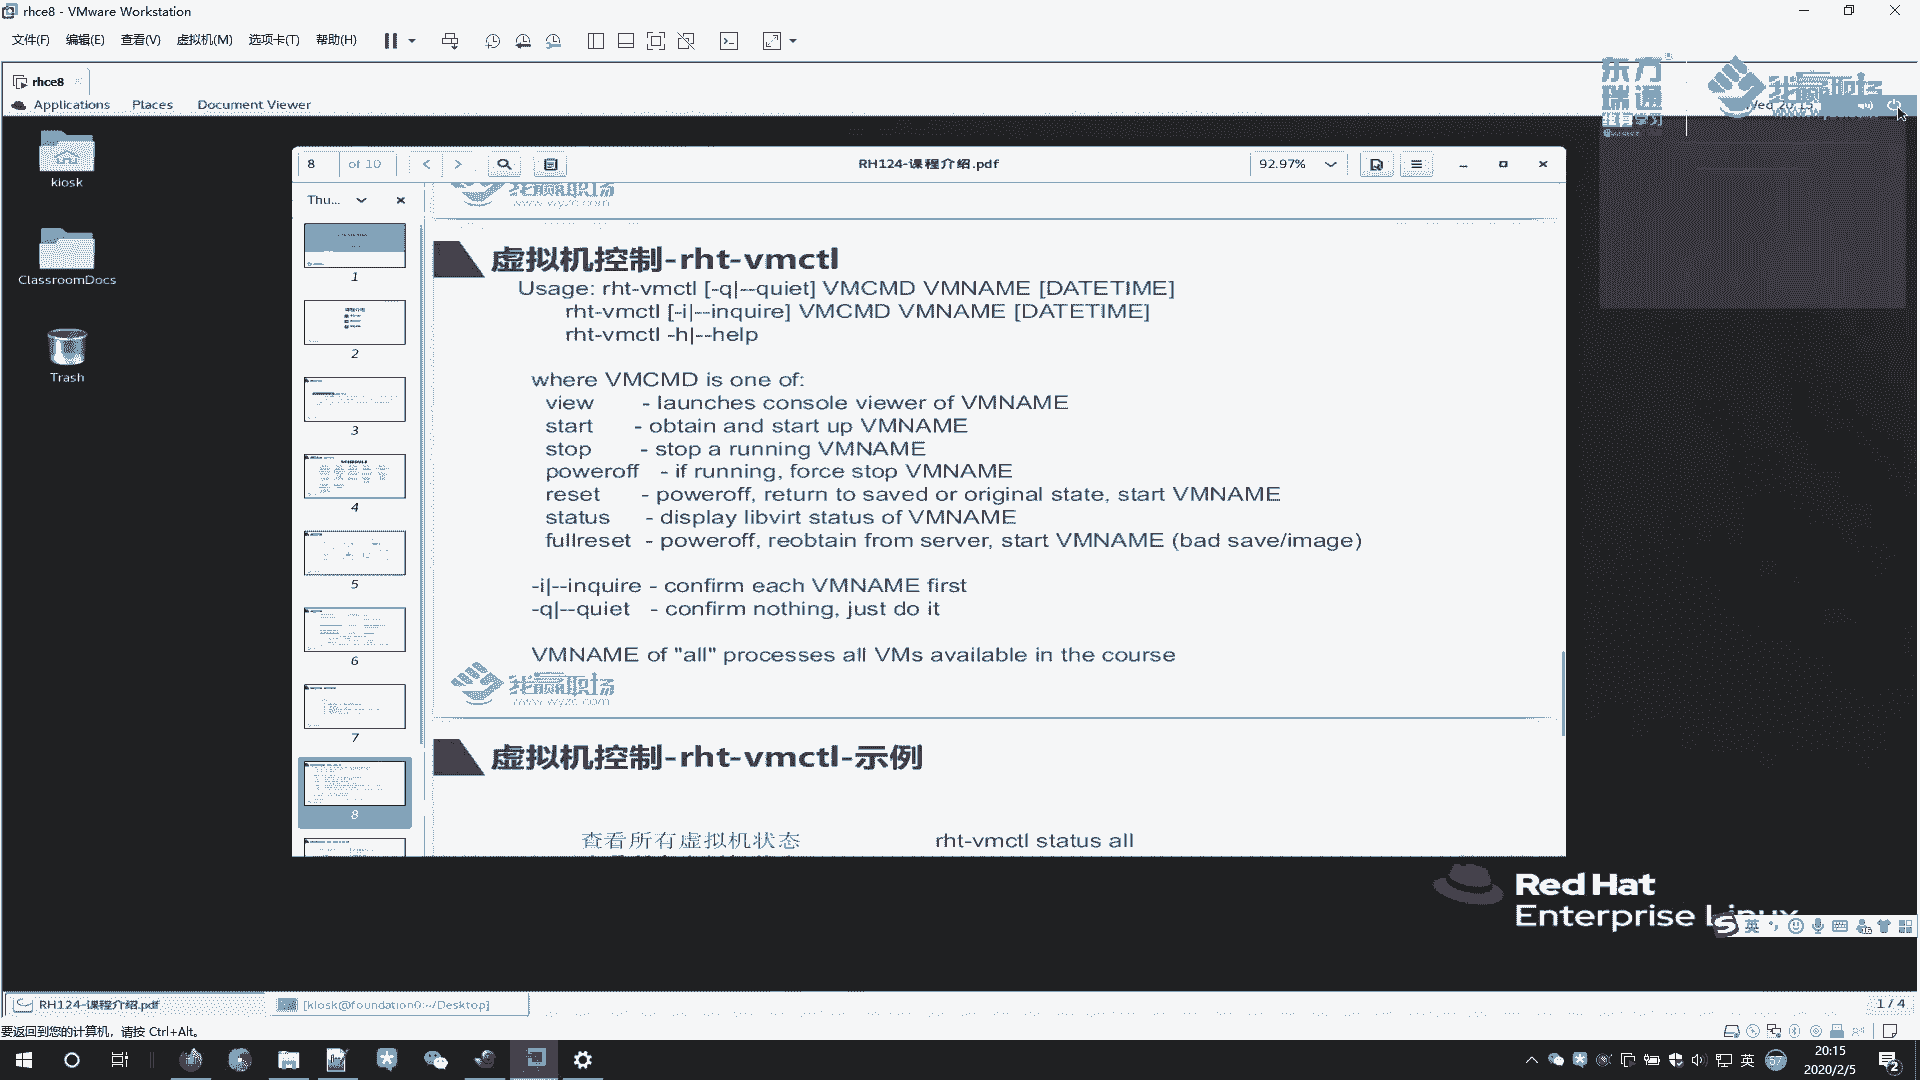 rhce8 - VMware Workstation
文件(F) 编辑(E) 查看(V) 虚拟机(M) 选项卡(T) 帮助(H)
rhce8
东方瑞通
我赢职场
Applications Places Document Viewer
kiosk
ClassroomDocs
Trash
8 of 10
RH124-课程介绍.pdf
92.97%
Thu...
1
2
3
4
5
6
7
8
我赢职场
www.wyzc.com
虚拟机控制-rht-vmctl
Usage: rht-vmctl [-q|--quiet] VMCMD VMNAME [DATETIME]
rht-vmctl [-i|--inquire] VMCMD VMNAME [DATETIME]
rht-vmctl -h|--help
where VMCMD is one of:
view - launches console viewer of VMNAME
start - obtain and start up VMNAME
stop - stop a running VMNAME
poweroff - if running, force stop VMNAME
reset - poweroff, return to saved or original state, start VMNAME
status - display libvirt status of VMNAME
fullreset - poweroff, reobtain from server, start VMNAME (bad save/image)
-i|--inquire - confirm each VMNAME first
-q|--quiet - confirm nothing, just do it
VMNAME of "all" processes all VMs available in the course
我赢职场
www.wyzc.com
虚拟机控制-rht-vmctl-示例
查看所有虚拟机状态 rht-vmctl status all
Red Hat
Enterprise Linux
英
RH124-课程介绍.pdf
[kiosk@foundation0:~/Desktop]
1 / 4
要返回到您的计算机，请按 Ctrl+Alt。
英
57
20:15
2020/2/5
2